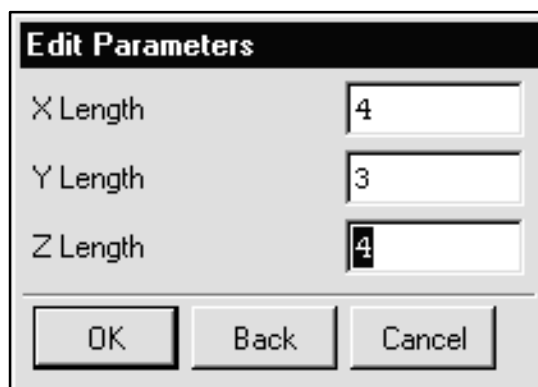 Edit Parameters
X Length 4
Y Length 3
Z Length 4
OK Back Cancel